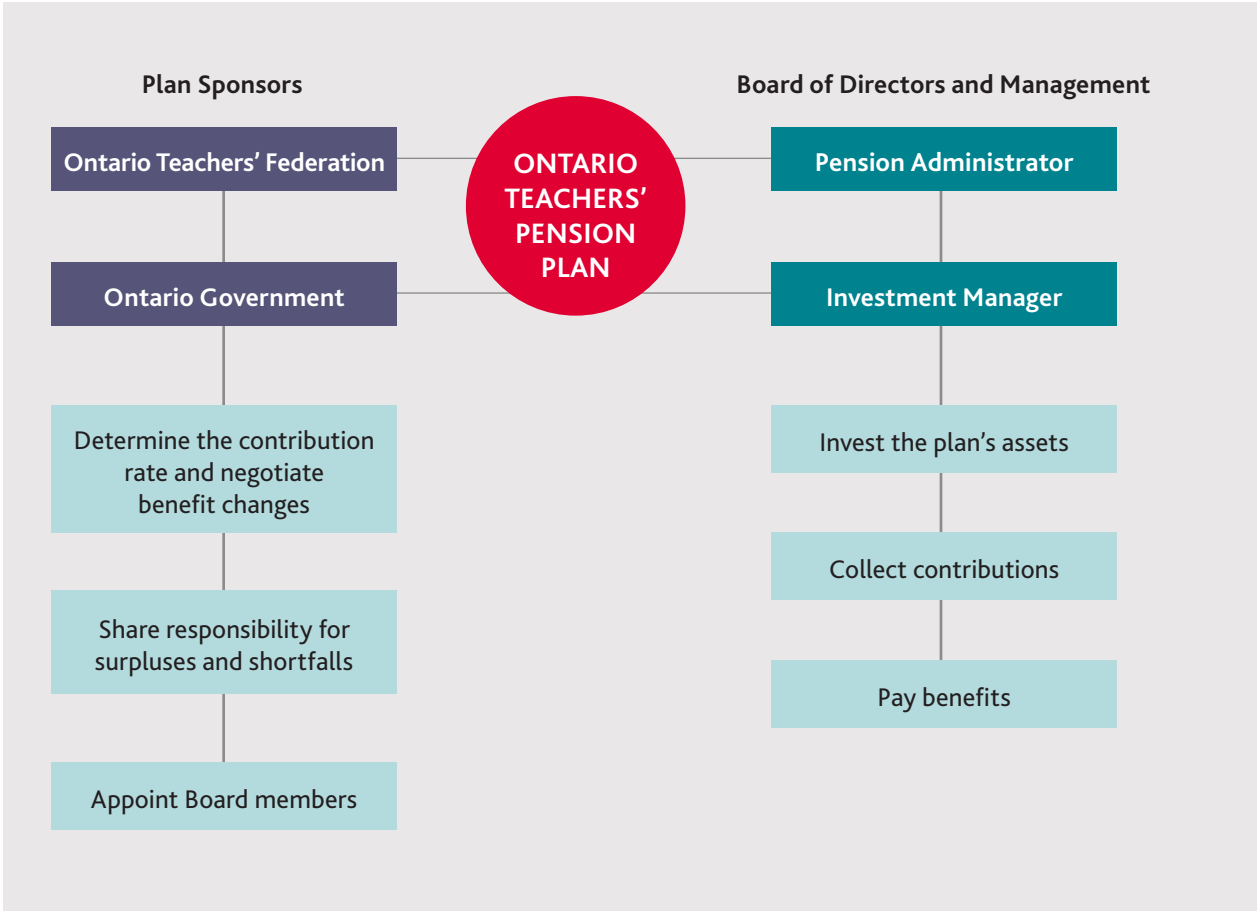 Plan Sponsors
Ontario Teachers’ Federation
Ontario Government
Determine the contribution
rate and negotiate
benefit changes
Share responsibility for
surpluses and shortfalls
Appoint Board members
ONTARIO
TEACHERS’
PENSION
PLAN
Board of Directors and Management
Pension Administrator
Investment Manager
Invest the plan’s assets
Collect contributions
Pay benefits